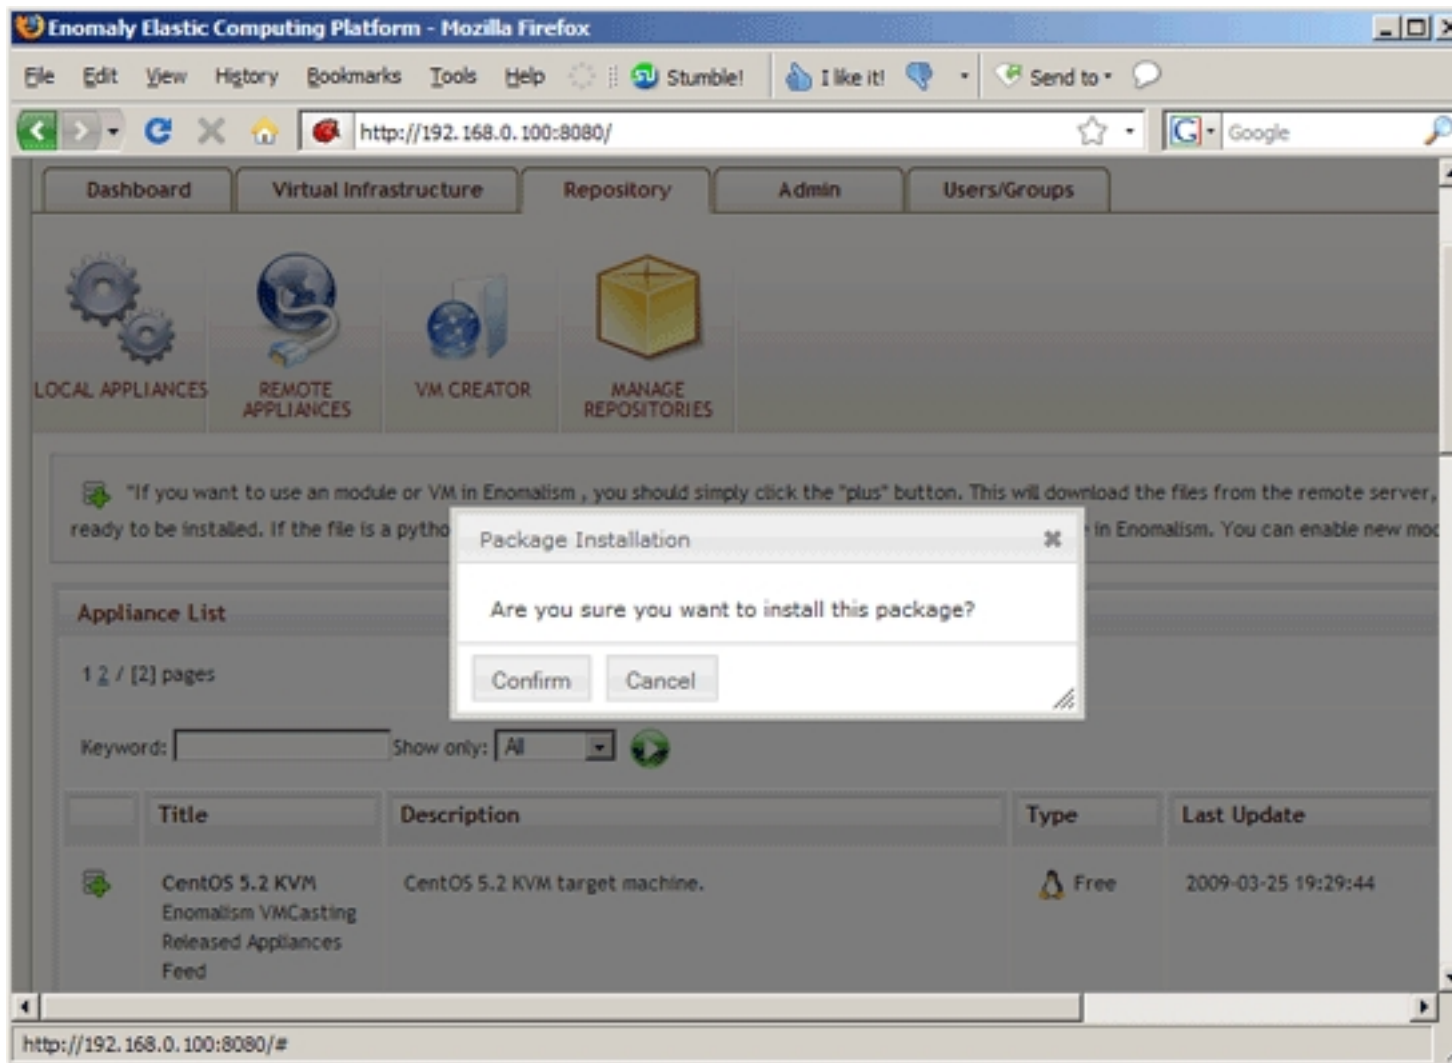 Enomaly Elastic Computing Platform - Mozilla Firefox
File Edit View History Bookmarks Tools Help Stumble! I like it! Send to
http://192.168.0.100:8080/ Google
Dashboard Virtual Infrastructure Repository Admin Users/Groups
LOCAL APPLIANCES REMOTE APPLIANCES VM CREATOR MANAGE REPOSITORIES
"If you want to use an module or VM in Enomalism , you should simply click the "plus" button. This will download the files from the remote server,
ready to be installed. If the file is a pytho in Enomalism. You can enable new mod
Package Installation
Are you sure you want to install this package?
Confirm Cancel
Appliance List
1 2 / [2] pages
Keyword: Show only: All
Title Description Type Last Update
CentOS 5.2 KVM CentOS 5.2 KVM target machine. Free 2009-03-25 19:29:44
Enomalism VMCasting
Released Appliances
Feed
http://192.168.0.100:8080/#